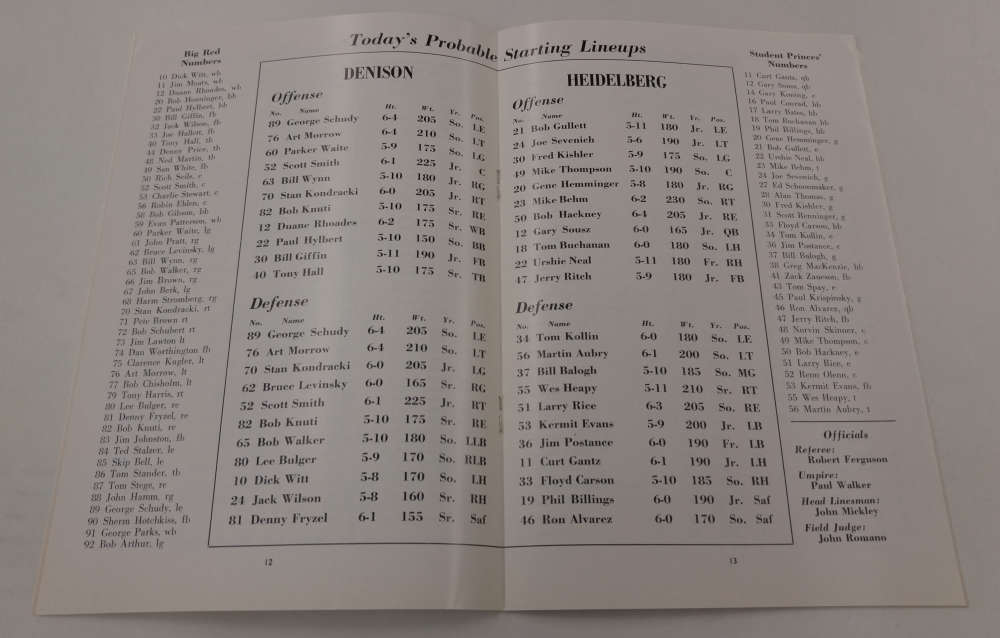 Today's Probable Starting Lineups
Big Red
Numbers
10 Dick Witt, wb
11 Jim Moats, wb
12 Duane Rhoades, wb
20 Bob Henninger, bb
22 Paul Hylbert, bb
30 Bill Giffin, fb
32 Jack Wilson, fb
33 Joe Hallett, fb
40 Tony Hall, tb
44 Denny Price, tb
48 Ned Martin, tb
49 San White, fb
50 Rich Seils, c
52 Scott Smith, c
53 Charlie Stewart, c
56 Robin Ehlen, c
58 Bob Gibson, bb
59 Evan Patterson, wb
60 Parker Waite, lg
61 John Pratt, rg
62 Bruce Levinsky, lg
63 Bill Wynn, rg
65 Bob Walker, rg
66 Jim Brown, rg
67 John Berk, lg
68 Harm Stromberg, rg
70 Stan Kondracki, rt
71 Pete Brown rt
72 Bob Schubert rt
73 Jim Lawton lt
74 Dan Worthington fb
75 Clarence Kugler, lt
76 Art Morrow, lt
77 Bob Chisholm, lt
79 Tony Harris, rt
80 Lee Bulger, re
81 Denny Fryzel, re
82 Bob Knuti, re
83 Jim Johnston, fb
84 Ted Stalzer, le
85 Skip Bell, le
86 Tom Stander, tb
87 Tom Stege, re
88 John Hamm, rg
89 George Schudy, le
90 Sherm Hotchkiss, fb
91 George Parks, wb
92 Bob Arthur, lg
DENISON
Offense
No. Name Ht. Wt. Yr. Pos.
89 George Schudy 6-4 205 So. LE
76 Art Morrow 6-4 210 So. LT
60 Parker Waite 5-9 175 So. LG
52 Scott Smith 6-1 225 Jr. C
63 Bill Wynn 5-10 180 Jr. RG
70 Stan Kondracki 6-0 205 Jr. RT
82 Bob Knuti 5-10 175 Sr. RE
12 Duane Rhoades 6-2 175 Sr. WB
22 Paul Hylbert 5-10 150 So. BB
30 Bill Giffin 5-11 190 Jr. FB
40 Tony Hall 5-10 175 Sr. TB
Defense
No. Name Ht. Wt. Yr. Pos.
89 George Schudy 6-4 205 So. LE
76 Art Morrow 6-4 210 So. LT
70 Stan Kondracki 6-0 205 Jr. LG
62 Bruce Levinsky 6-0 165 Sr. RG
52 Scott Smith 6-1 225 Jr. RT
82 Bob Knuti 5-10 175 Sr. RE
65 Bob Walker 5-10 180 So. LLB
80 Lee Bulger 5-9 170 So. RLB
10 Dick Witt 5-8 170 So. LH
24 Jack Wilson 5-8 160 Sr. RH
81 Denny Fryzel 6-1 155 Sr. Saf
12
HEIDELBERG
Offense
No. Name Ht. Wt. Yr. Pos.
21 Bob Gullett 5-11 180 Jr. LE
24 Joe Sevenich 5-6 190 Jr. LT
30 Fred Kishler 5-9 175 So. LG
49 Mike Thompson 5-10 190 So. C
20 Gene Hemminger 5-8 180 Jr. RG
23 Mike Behm 6-2 230 So. RT
50 Bob Hackney 6-4 205 Jr. RE
12 Gary Sousz 6-0 165 Jr. QB
18 Tom Buchanan 6-0 180 So. LH
22 Urshie Neal 5-11 180 Fr. RH
47 Jerry Ritch 5-9 180 Jr. FB
Defense
No. Name Ht. Wt. Yr. Pos.
34 Tom Kollin 6-0 180 So. LE
56 Martin Aubry 6-1 200 So. LT
37 Bill Balogh 5-10 185 So. MG
55 Wes Heapy 5-11 210 Sr. RT
51 Larry Rice 6-3 205 So. RE
53 Kermit Evans 5-9 200 Jr. LB
36 Jim Postance 6-0 190 Fr. LB
11 Curt Gantz 6-1 190 Jr. LH
33 Floyd Carson 5-10 185 So. RH
19 Phil Billings 6-0 190 Jr. Saf
46 Ron Alvarez 6-0 170 So. Saf
13
Student Princes'
Numbers
11 Curt Gantz, qb
12 Gary Sousz, qb
14 Gary Koenig, e
16 Paul Conrad, hb
17 Larry Bates, hb
18 Tom Buchanan hb
19 Phil Billings, hb
20 Gene Hemminger, g
21 Bob Gullett, e
22 Urshie Neal, hb
23 Mike Behm, t
24 Joe Sevenich, g
27 Ed Schoonmaker, g
28 Alan Thomas, g
30 Fred Kishler, g
31 Scott Renninger, g
33 Floyd Carson, hb
34 Tom Kollin, e
36 Jim Postance, c
37 Bill Balogh, g
38 Greg MacKenzie, hb
41 Zack Zaneson, fb
43 Tom Spay, e
45 Paul Krispinsky, g
46 Ron Alvarez, qb
47 Jerry Ritch, fb
48 Norvin Skinner, c
49 Mike Thompson, c
50 Bob Hackney, e
51 Larry Rice, e
52 Renn Olenn, c
53 Kermit Evans, fb
55 Wes Heapy, t
56 Martin Aubry, t
Officials
Referee:
Robert Ferguson
Umpire:
Paul Walker
Head Linesman:
John Mickley
Field Judge:
John Romano